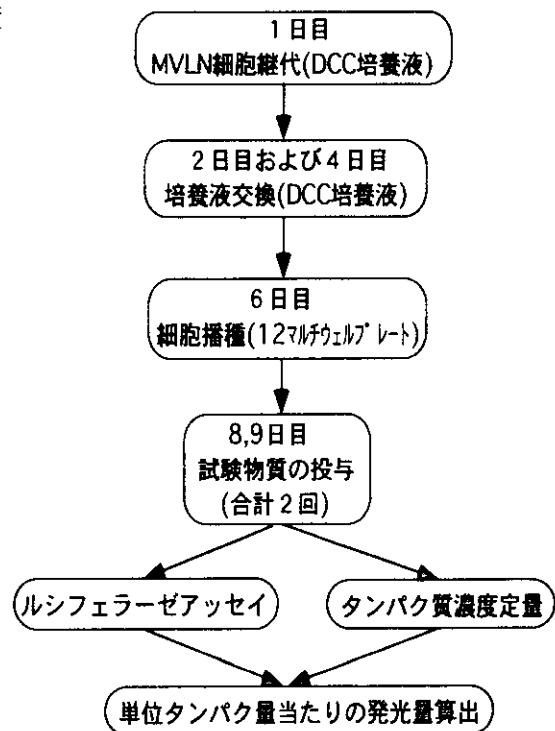 1日目
MVLN細胞継代(DCC培養液)
2日目および4日目
培養液交換(DCC培養液)
6日目
細胞播種(12マルチウェルプレート)
8,9日目
試験物質の投与
(合計2回)
ルシフェラーゼアッセイ
タンパク質濃度定量
単位タンパク量当たりの発光量算出